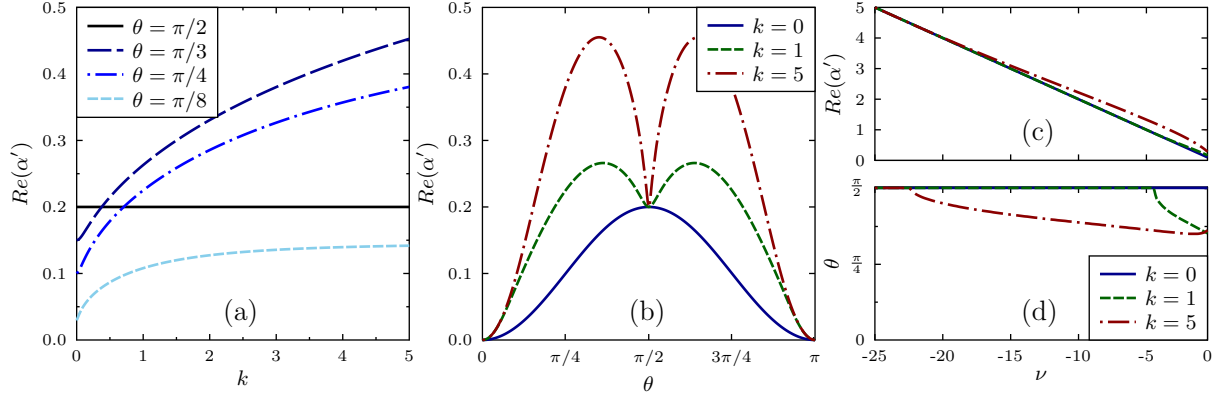 Re(α′)
0.5
0.4
0.3
0.2
0.1
0.0
θ = π/2
θ = π/3
θ = π/4
θ = π/8
(a)
0 1 2 3 4 5
k
Re(α′)
0.5
0.4
0.3
0.2
0.1
0.0
k = 0
k = 1
k = 5
(b)
0 π/4 π/2 3π/4 π
θ
Re(α′)
5
4
3
2
1
0
(c)
θ
π/2
π/4
0
k = 0
k = 1
k = 5
(d)
-25 -20 -15 -10 -5 0
ν